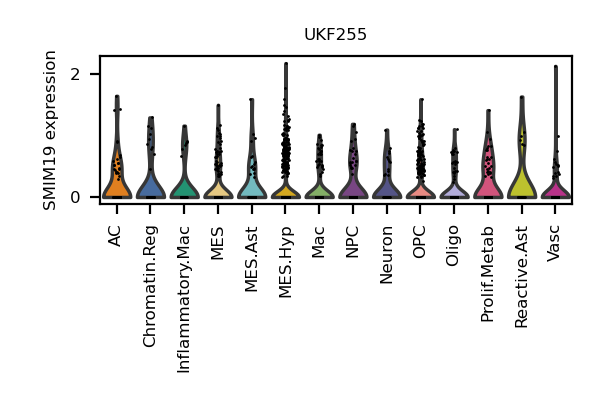 UKF255
SMIM19 expression
2
0
AC
Chromatin.Reg
Inflammatory.Mac
MES
MES.Ast
MES.Hyp
Mac
NPC
Neuron
OPC
Oligo
Prolif.Metab
Reactive.Ast
Vasc